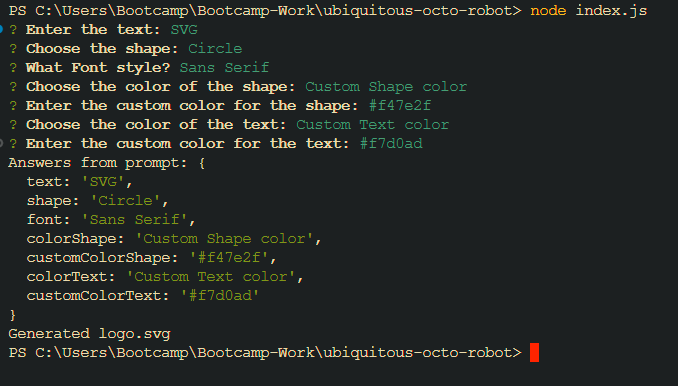 PS C:\Users\Bootcamp\Bootcamp-Work\ubiquitous-octo-robot> node index.js
? Enter the text: SVG
? Choose the shape: Circle
? What Font style? Sans Serif
? Choose the color of the shape: Custom Shape color
? Enter the custom color for the shape: #f47e2f
? Choose the color of the text: Custom Text color
? Enter the custom color for the text: #f7d0ad
Answers from prompt: {
  text: 'SVG',
  shape: 'Circle',
  font: 'Sans Serif',
  colorShape: 'Custom Shape color',
  customColorShape: '#f47e2f',
  colorText: 'Custom Text color',
  customColorText: '#f7d0ad'
}
Generated logo.svg
PS C:\Users\Bootcamp\Bootcamp-Work\ubiquitous-octo-robot>